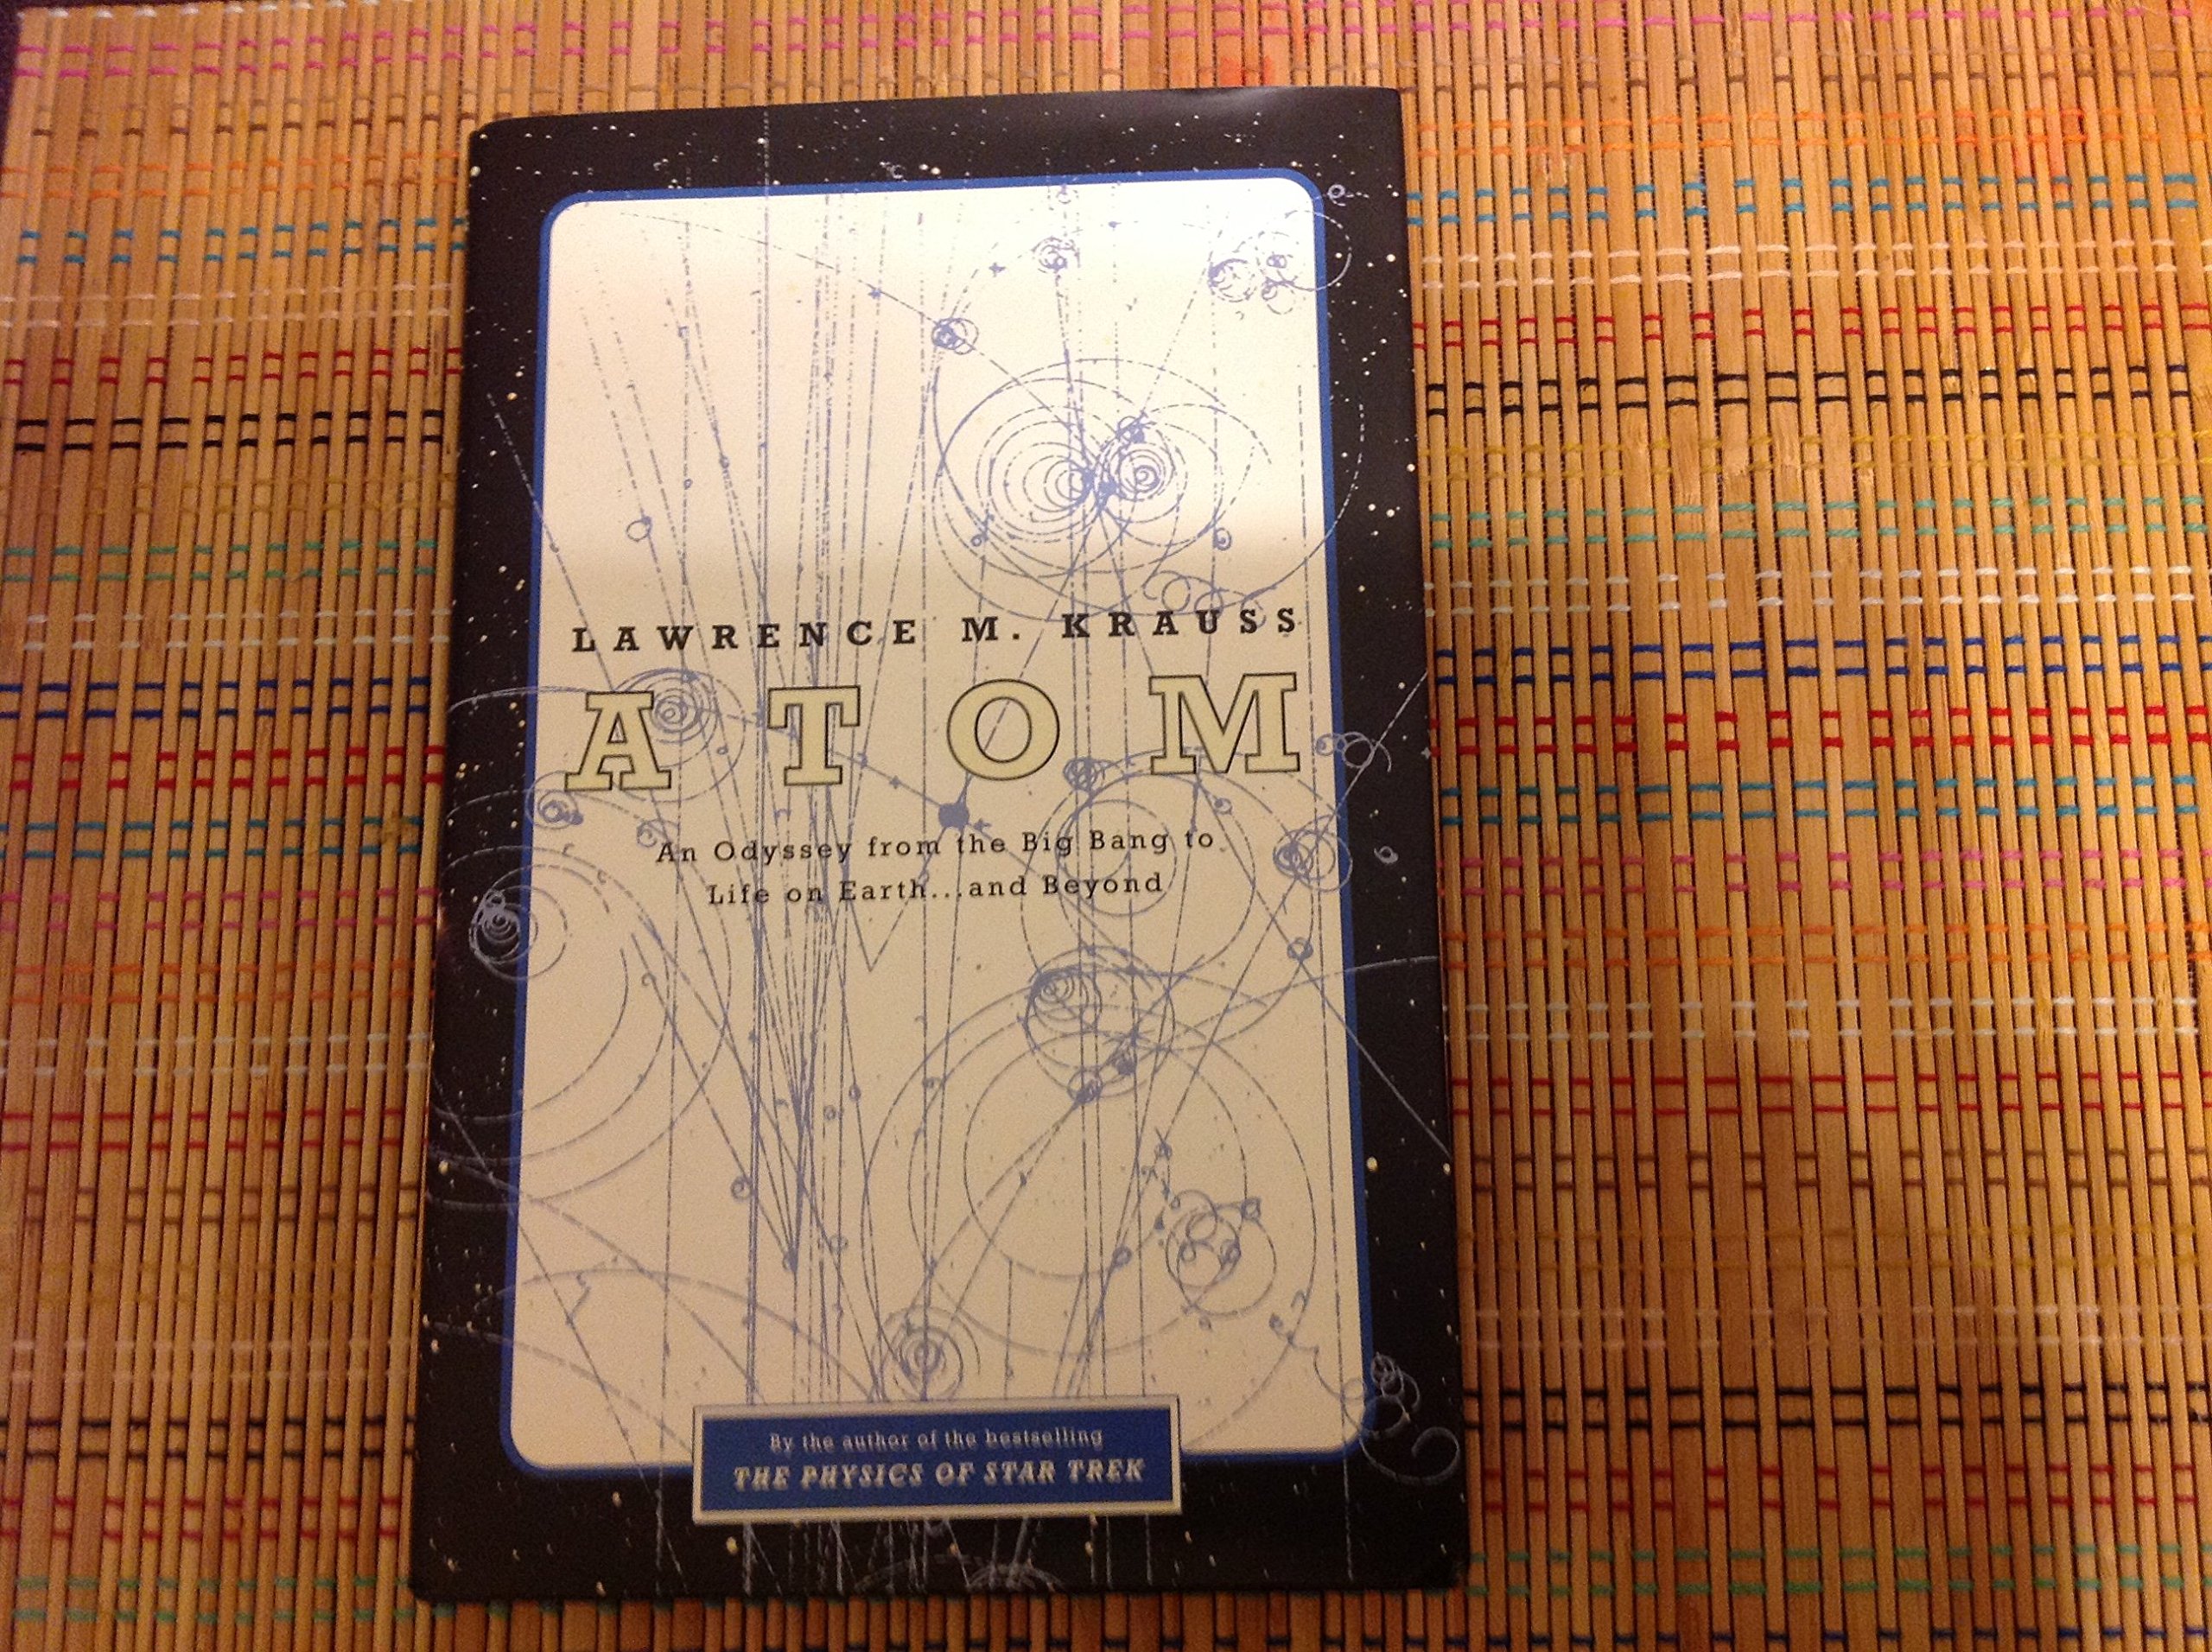 LAWRENCE M. KRAUSS
ATOM
An Odyssey from the Big Bang to
Life on Earth...and Beyond
By the author of the bestselling
THE PHYSICS OF STAR TREK